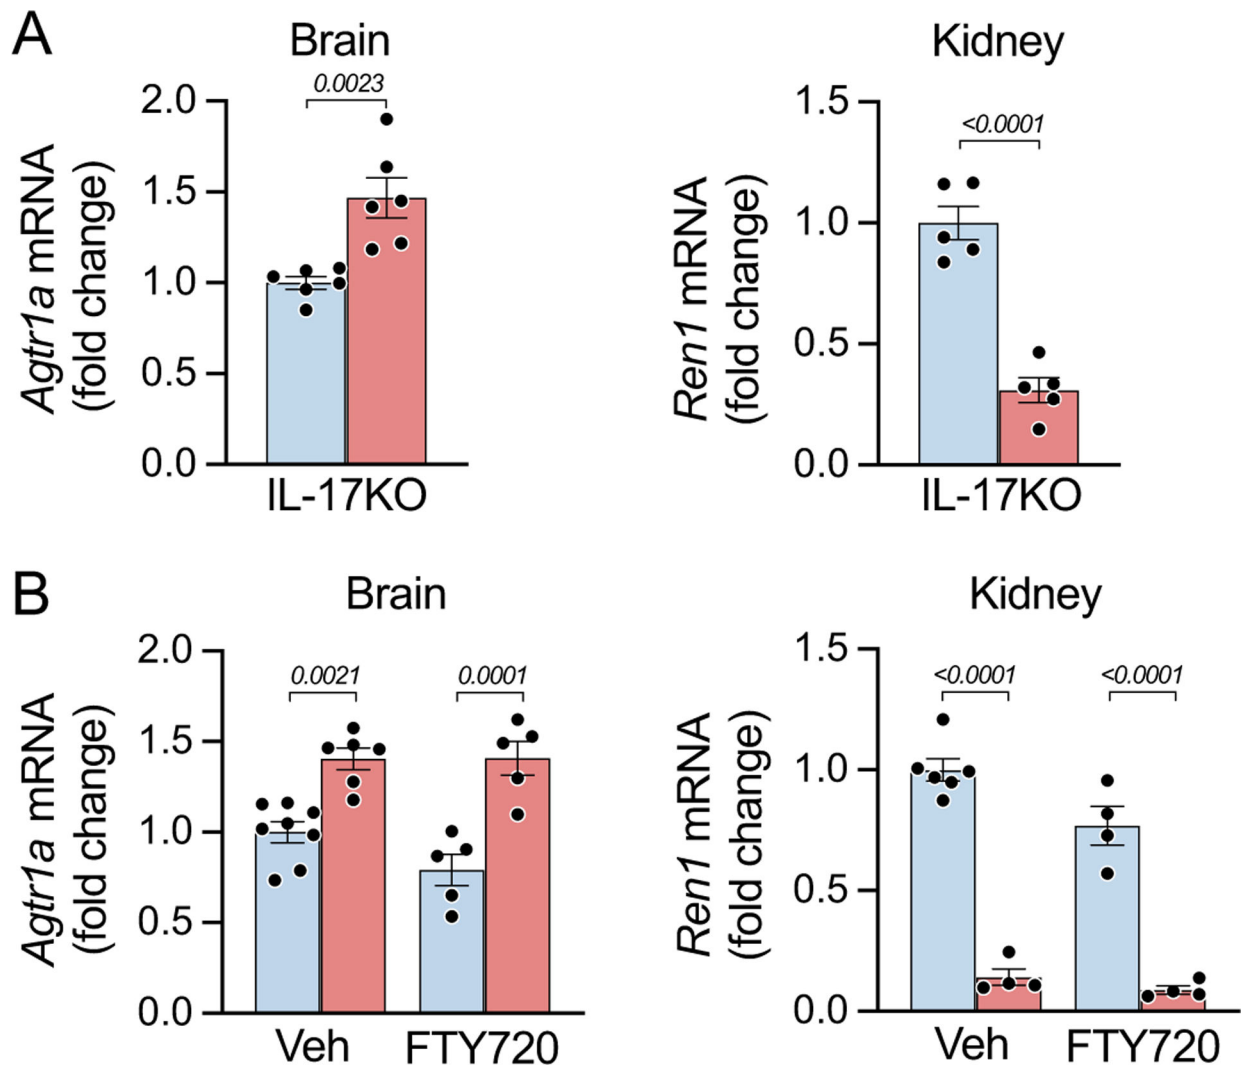 A
Brain
Agtr1a mRNA
(fold change)
2.0
1.5
1.0
0.5
0.0
0.0023
IL-17KO
Kidney
Ren1 mRNA
(fold change)
1.5
1.0
0.5
0.0
<0.0001
IL-17KO
B
Brain
Agtr1a mRNA
(fold change)
2.0
1.5
1.0
0.5
0.0
0.0021
0.0001
Veh
FTY720
Kidney
Ren1 mRNA
(fold change)
1.5
1.0
0.5
0.0
<0.0001
<0.0001
Veh
FTY720